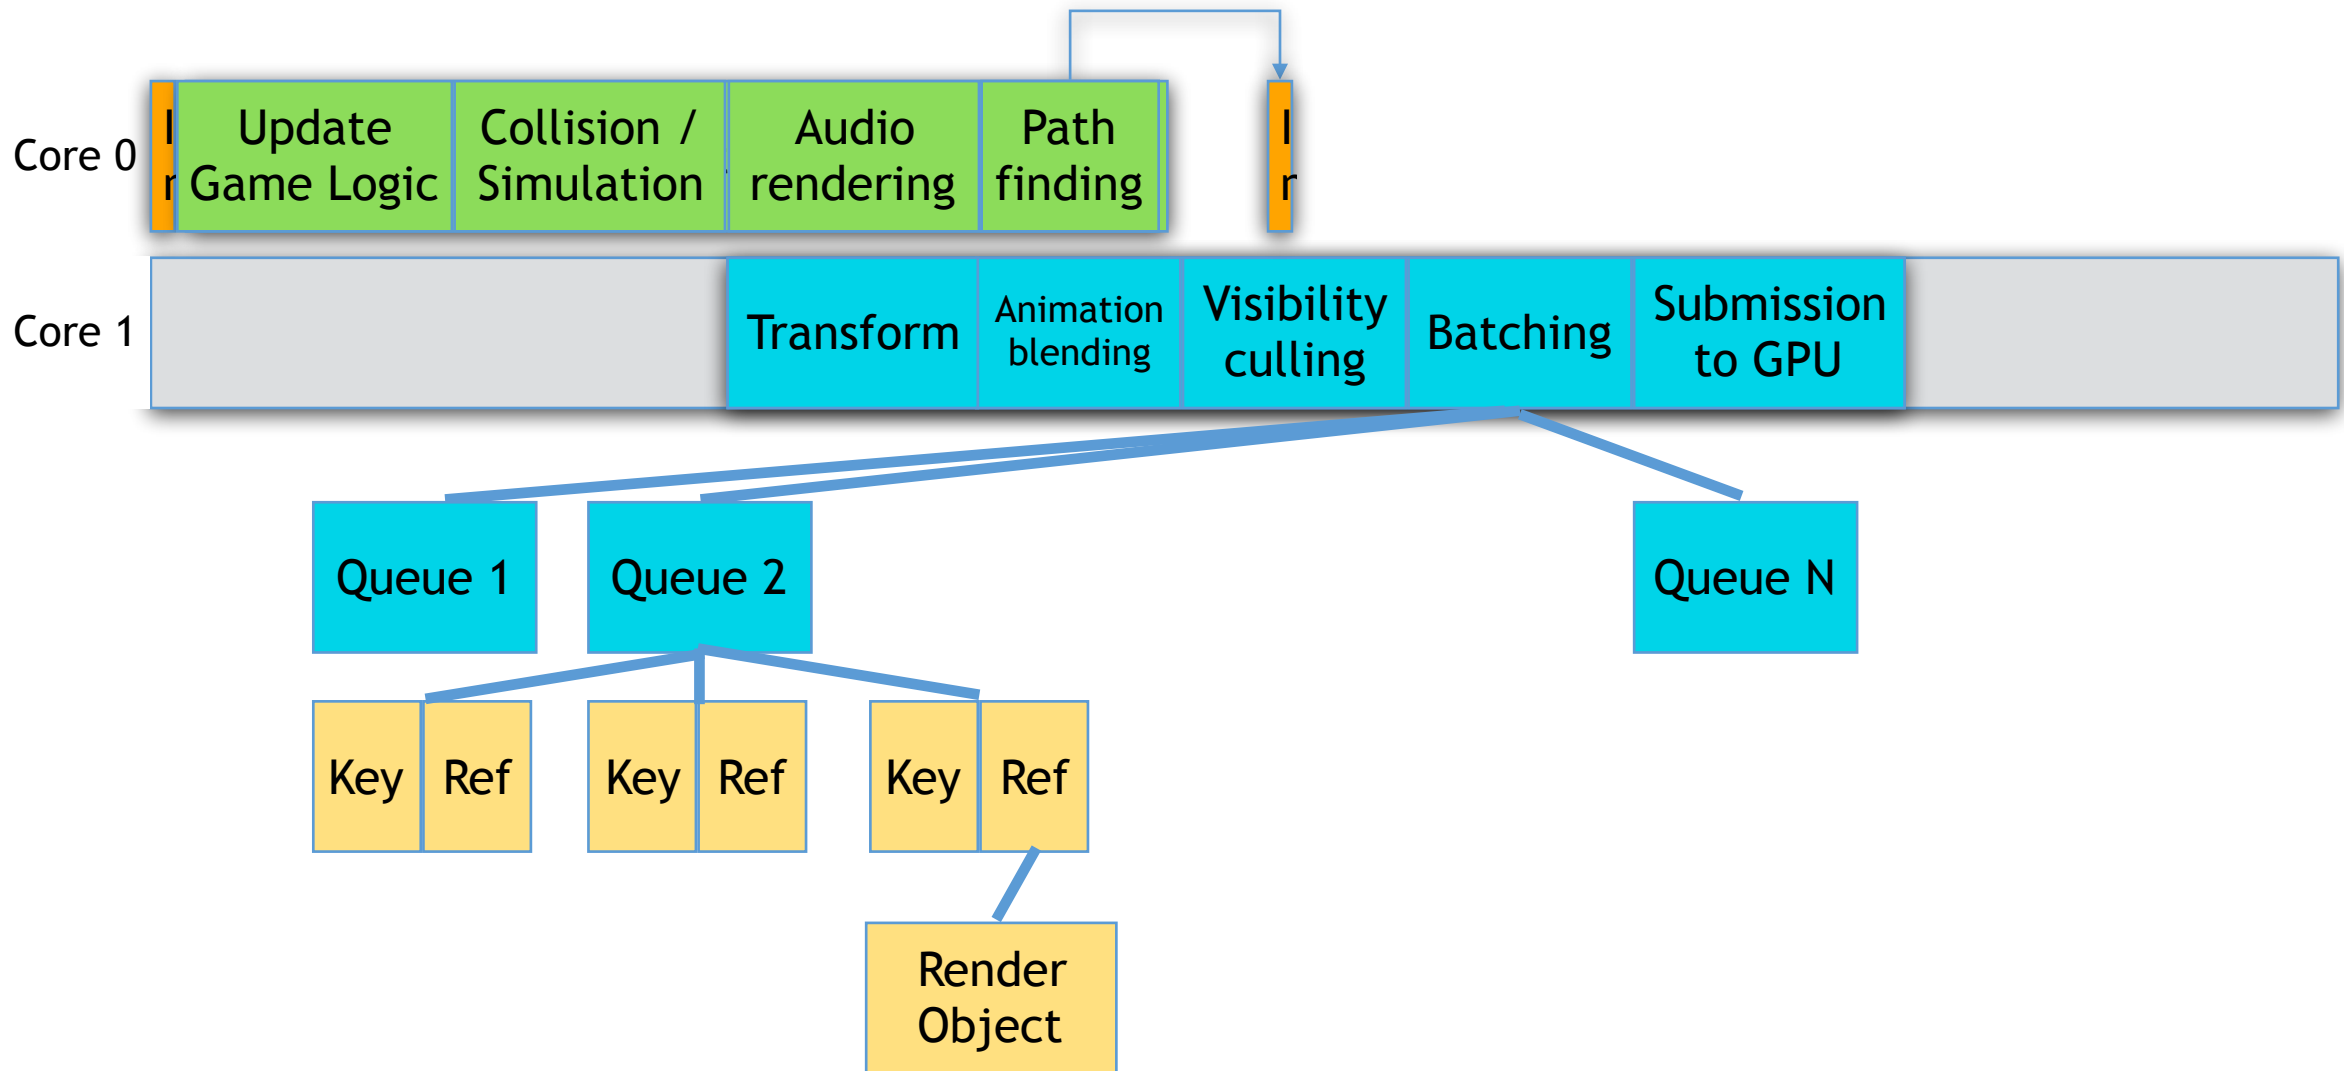 Core 0
Update
Game Logic
Collision /
Simulation
Audio
rendering
Path
finding
Core 1
Transform
Animation
blending
Visibility
culling
Batching
Submission
to GPU
Queue 1
Queue 2
Queue N
Key
Ref
Key
Ref
Key
Ref
Render
Object